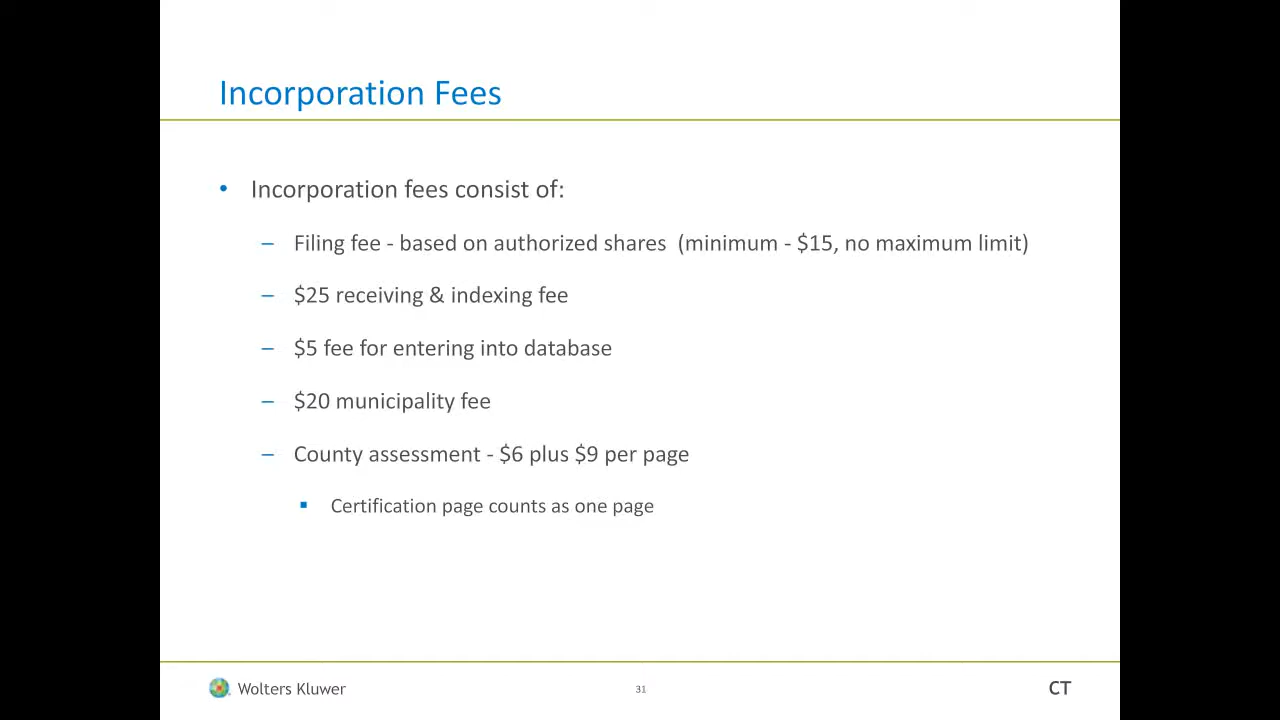 Incorporation Fees
• Incorporation fees consist of:
– Filing fee - based on authorized shares  (minimum - $15, no maximum limit)
– $25 receiving & indexing fee
– $5 fee for entering into database
– $20 municipality fee
– County assessment - $6 plus $9 per page
▪ Certification page counts as one page
Wolters Kluwer
31
CT